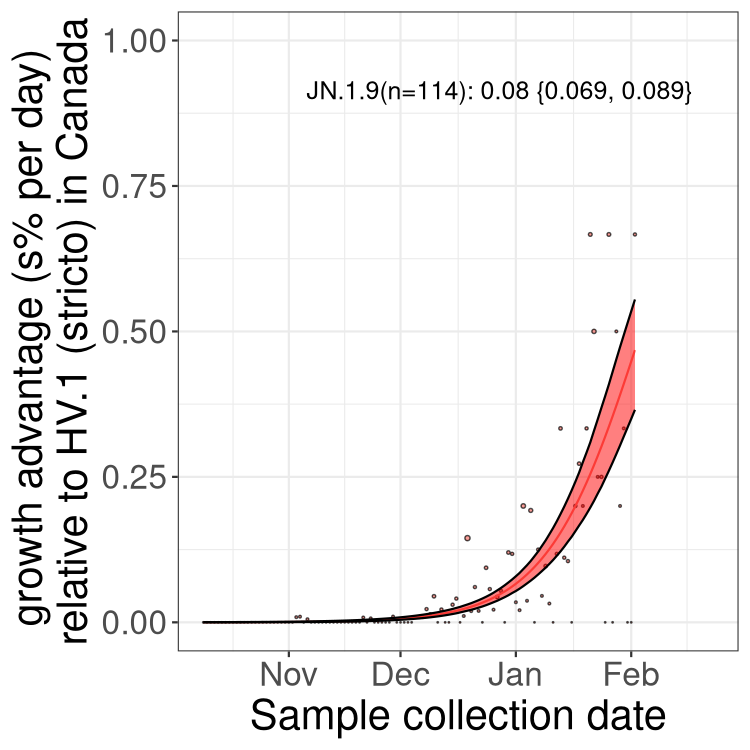 growth advantage (s% per day)
relative to HV.1 (stricto) in Canada
1.00
0.75
0.50
0.25
0.00
JN.1.9(n=114): 0.08 {0.069, 0.089}
Nov Dec Jan Feb
Sample collection date